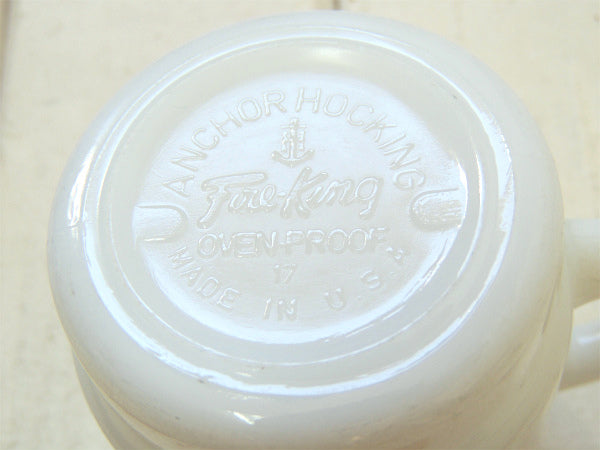 ANCHOR HOCKING
Fire-King
OVEN-PROOF
17
MADE IN U.S.A